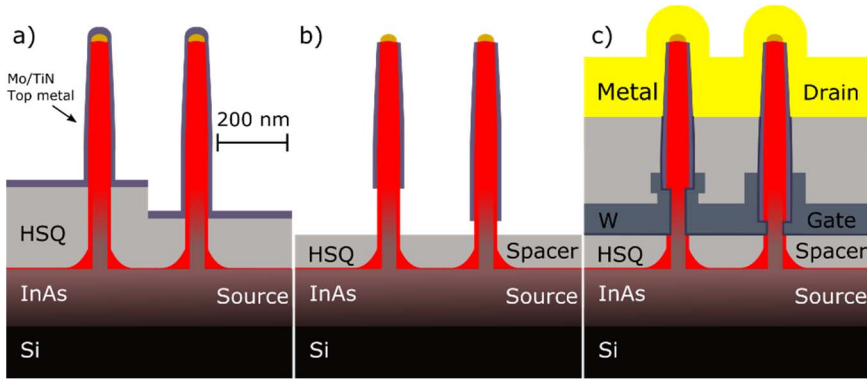 a)
Mo/TiN
Top metal
200 nm
HSQ
InAs Source
Si
b)
HSQ Spacer
InAs Source
Si
c)
Metal Drain
W Gate
HSQ Spacer
InAs Source
Si